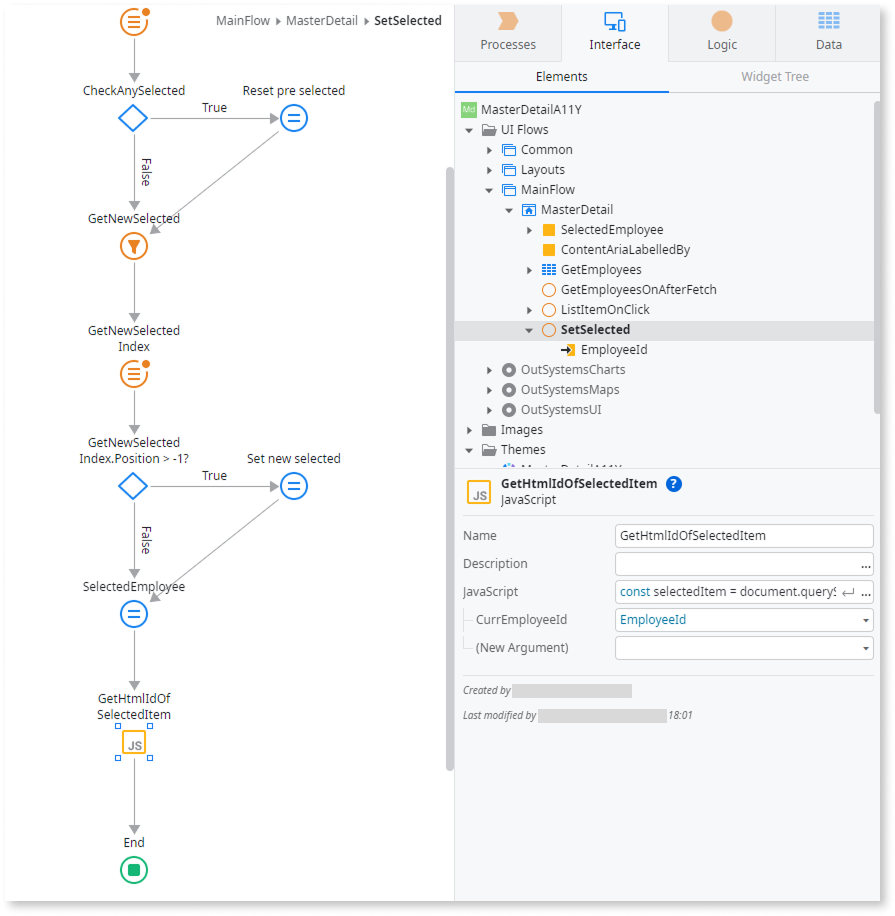 MainFlow ▸ MasterDetail ▸ SetSelected
CheckAnySelected
True
Reset pre selected
False
GetNewSelected
GetNewSelected
Index
GetNewSelected
Index.Position > -1?
True
Set new selected
False
SelectedEmployee
GetHtmlIdOf
SelectedItem
JS
End
Processes
Interface
Logic
Data
Elements
Widget Tree
Md MasterDetailA11Y
UI Flows
Common
Layouts
MainFlow
MasterDetail
SelectedEmployee
ContentAriaLabelledBy
GetEmployees
GetEmployeesOnAfterFetch
ListItemOnClick
SetSelected
EmployeeId
OutSystemsCharts
OutSystemsMaps
OutSystemsUI
Images
Themes
MasterDetailA11Y
JS
GetHtmlIdOfSelectedItem ?
JavaScript
Name GetHtmlIdOfSelectedItem
Description ...
JavaScript const selectedItem = document.queryS ...
CurrEmployeeId EmployeeId
(New Argument)
Created by
Last modified by 18:01